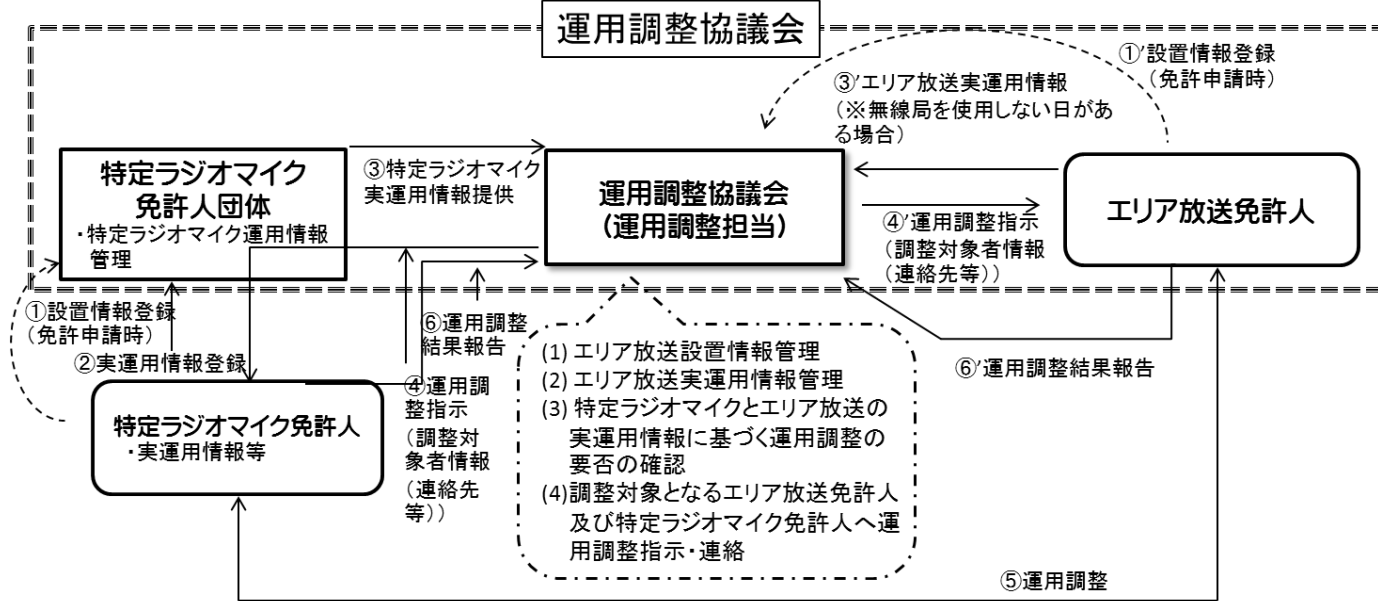 運用調整協議会
①’設置情報登録
（免許申請時）
③’エリア放送実運用情報
（※無線局を使用しない日があ
る場合）
特定ラジオマイク
免許人団体
・特定ラジオマイク運用情報
管理
③特定ラジオマイク
実運用情報提供
運用調整協議会
（運用調整担当）
エリア放送免許人
④’運用調整指示
（調整対象者情報
（連絡先等））
①設置情報登録
（免許申請時）
②実運用情報登録
⑥運用調整
結果報告
④運用調
整指示
（調整対
象者情報
（連絡先
等））
特定ラジオマイク免許人
・実運用情報等
(1) エリア放送設置情報管理
(2) エリア放送実運用情報管理
(3) 特定ラジオマイクとエリア放送の
実運用情報に基づく運用調整の
要否の確認
(4)調整対象となるエリア放送免許人
及び特定ラジオマイク免許人へ運
用調整指示・連絡
⑥’運用調整結果報告
⑤運用調整